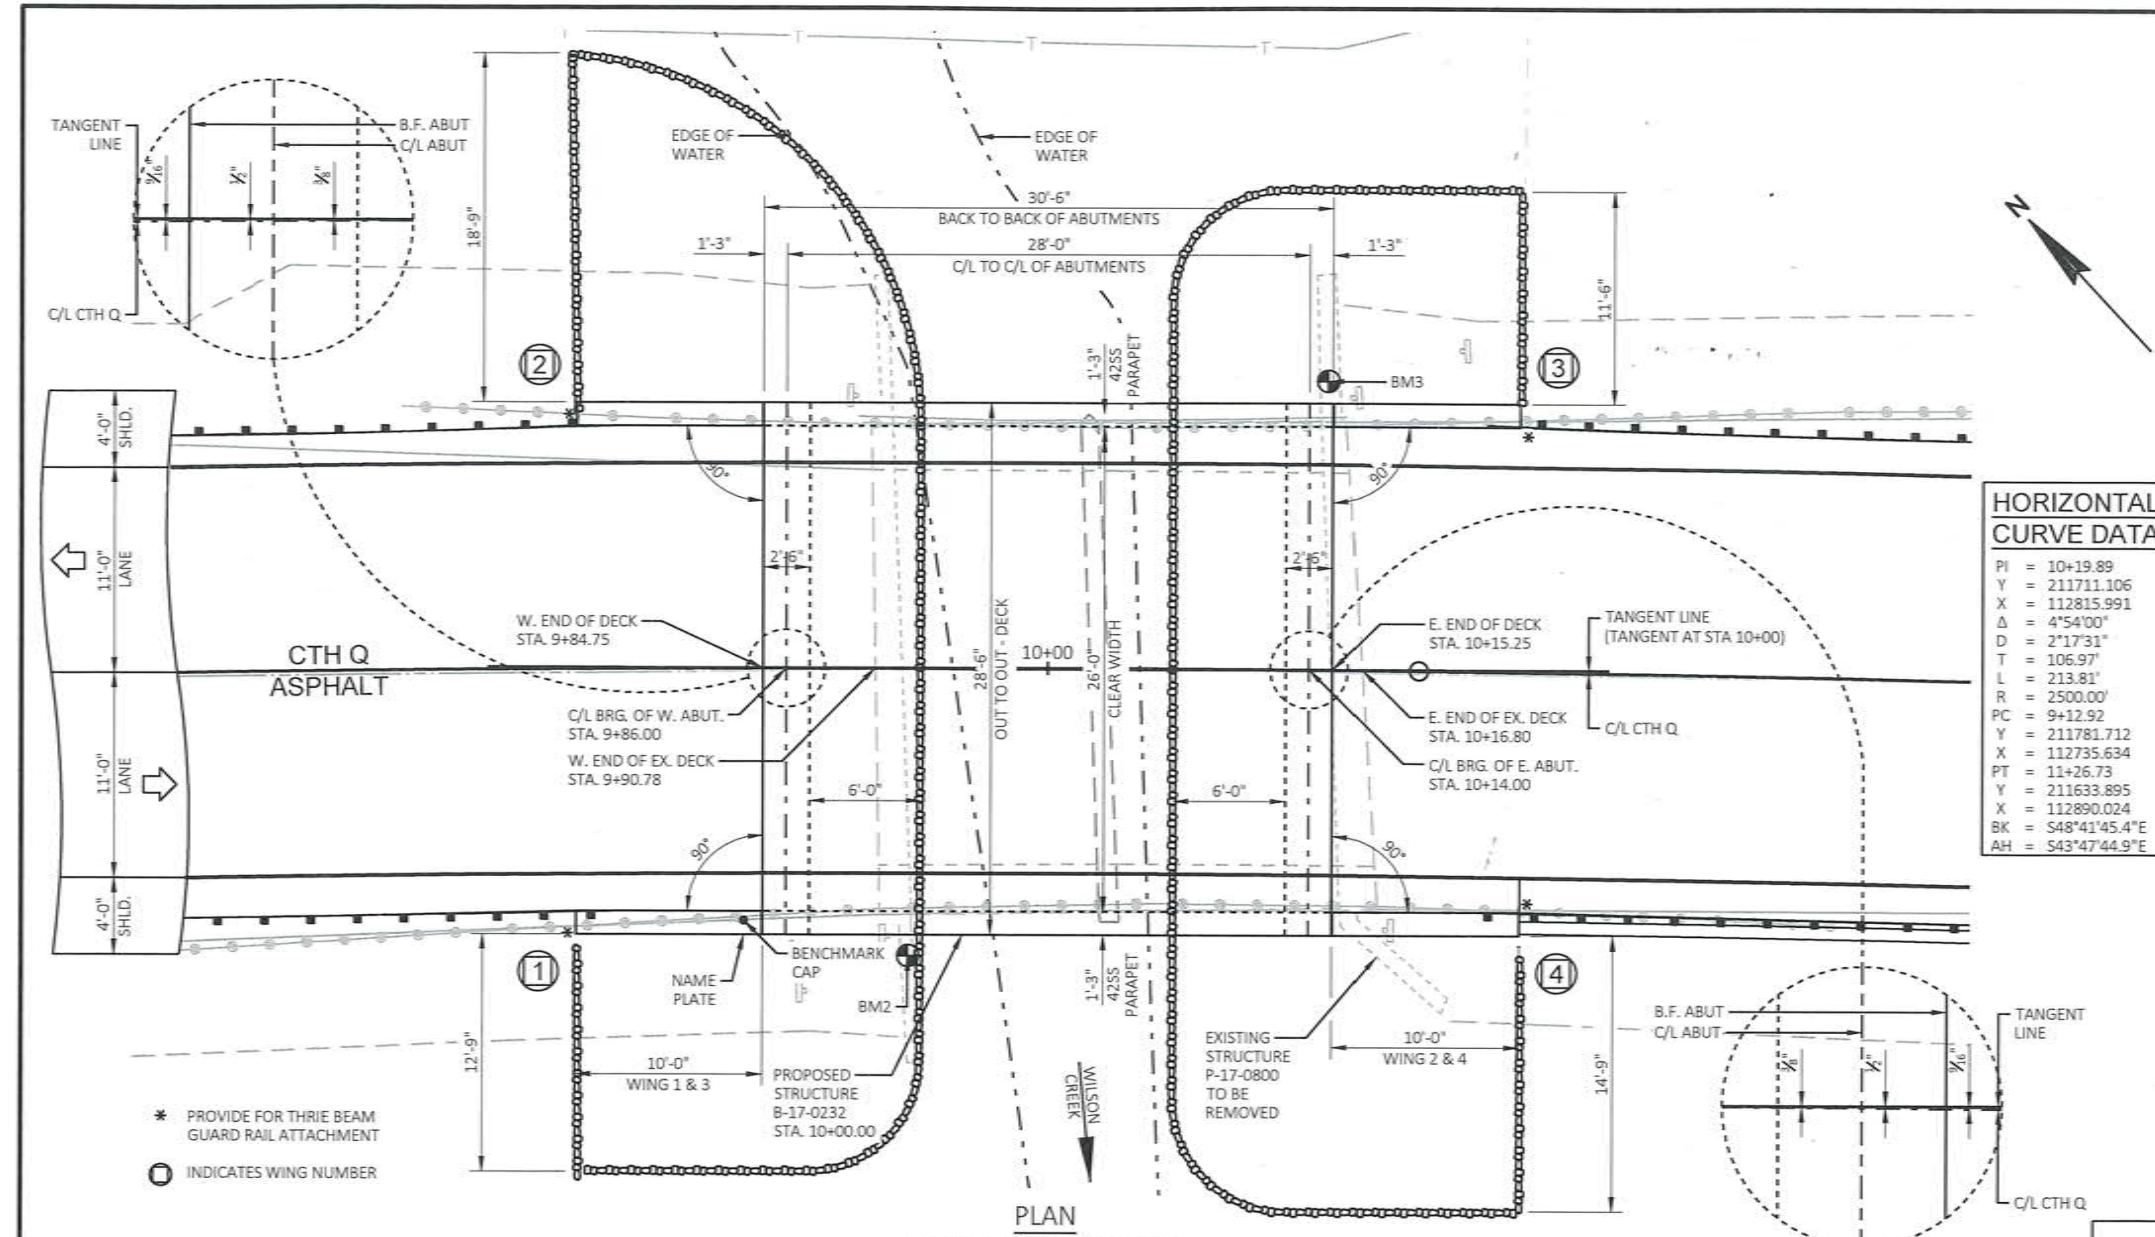 T T T
TANGENT
LINE
B.F. ABUT
C/L ABUT
9/16"
1/2"
3/8"
C/L CTH Q
18'-9"
EDGE OF
WATER
EDGE OF
WATER
30'-6"
BACK TO BACK OF ABUTMENTS
1'-3"
28'-0"
1'-3"
C/L TO C/L OF ABUTMENTS
11'-6"
N
2
3
1'-3"
42SS
PARAPET
BM3
4'-0"
SHLD.
11'-0"
LANE
11'-0"
LANE
4'-0"
SHLD.
90°
90°
2'-6"
2'-6"
W. END OF DECK
STA. 9+84.75
CTH Q
ASPHALT
C/L BRG. OF W. ABUT.
STA. 9+86.00
W. END OF EX. DECK
STA. 9+90.78
28'-6"
OUT TO OUT - DECK
10+00
26'-0"
CLEAR WIDTH
E. END OF DECK
STA. 10+15.25
TANGENT LINE
(TANGENT AT STA 10+00)
E. END OF EX. DECK
STA. 10+16.80
C/L CTH Q
C/L BRG. OF E. ABUT.
STA. 10+14.00
6'-0"
6'-0"
90°
90°
HORIZONTAL
CURVE DATA
PI = 10+19.89
Y = 211711.106
X = 112815.991
Δ = 4°54'00"
D = 2°17'31"
T = 106.97'
L = 213.81'
R = 2500.00'
PC = 9+12.92
Y = 211781.712
X = 112735.634
PT = 11+26.73
Y = 211633.895
X = 112890.024
BK = S48°41'45.4"E
AH = S43°47'44.9"E
1
4
NAME
PLATE
BENCHMARK
CAP
BM2
1'-3"
42SS
PARAPET
12'-9"
10'-0"
WING 1 & 3
PROPOSED
STRUCTURE
B-17-0232
STA. 10+00.00
WILSON
CREEK
EXISTING
STRUCTURE
P-17-0800
TO BE
REMOVED
10'-0"
WING 2 & 4
14'-9"
B.F. ABUT
C/L ABUT
TANGENT
LINE
3/8"
1/2"
9/16"
C/L CTH Q
* PROVIDE FOR THRIE BEAM
GUARD RAIL ATTACHMENT
INDICATES WING NUMBER
PLAN